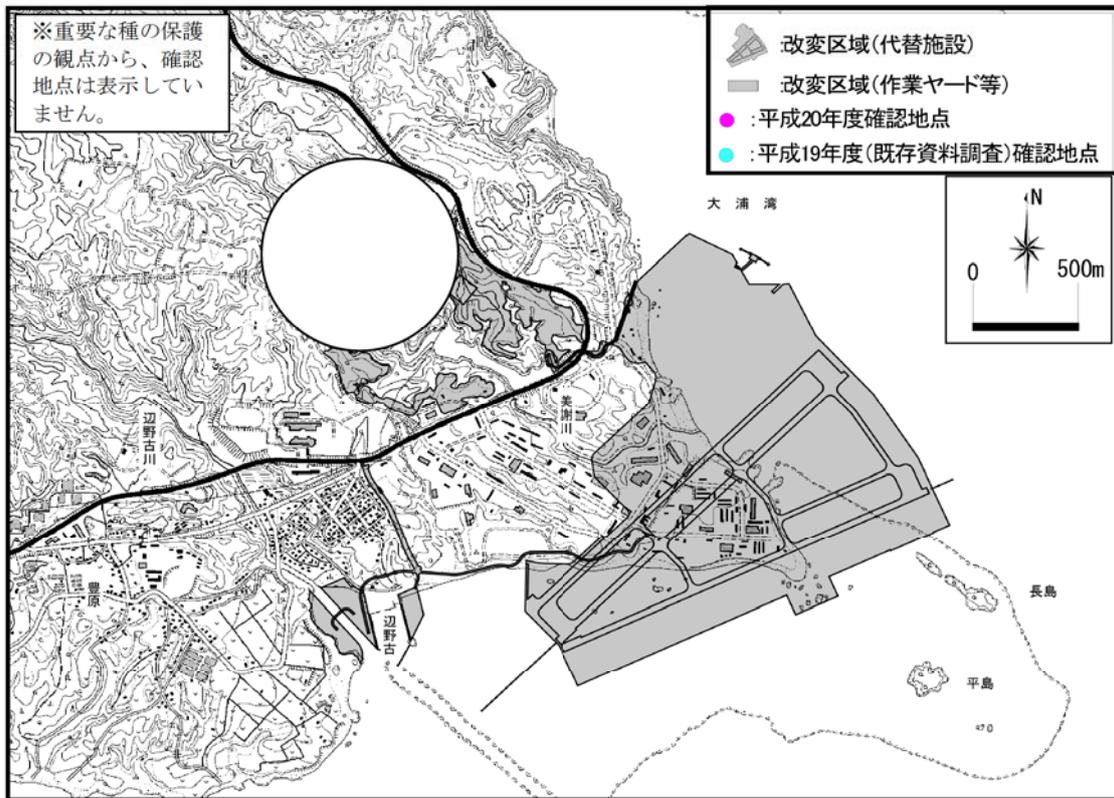 ※重要な種の保護
の観点から、確認
地点は表示してい
ません。
:改変区域(代替施設)
:改変区域(作業ヤード等)
:平成20年度確認地点
:平成19年度(既存資料調査)確認地点
大浦湾
N
0 500m
美謝川
辺野古川
豊原
辺野古
長島
平島